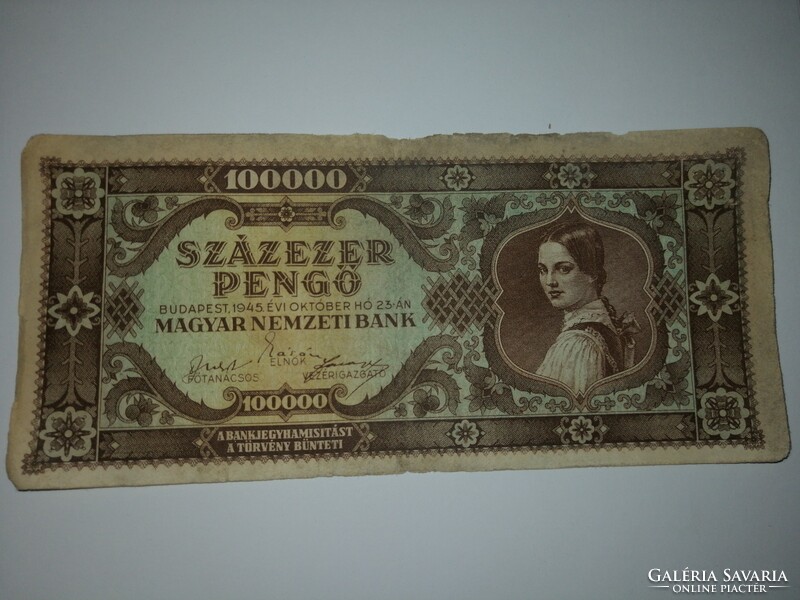 100000
SZÁZEZER
PENGŐ
BUDAPEST, 1945. ÉVI OKTÓBER HÓ 23-ÁN
MAGYAR NEMZETI BANK
ELNÖK
FŐTANÁCSOS
VEZÉRIGAZGATÓ
100000
A BANKJEGYHAMISITÁST
A TÖRVÉNY BÜNTETI
GALÉRIA SAVARIA
ONLINE PIACTÉR